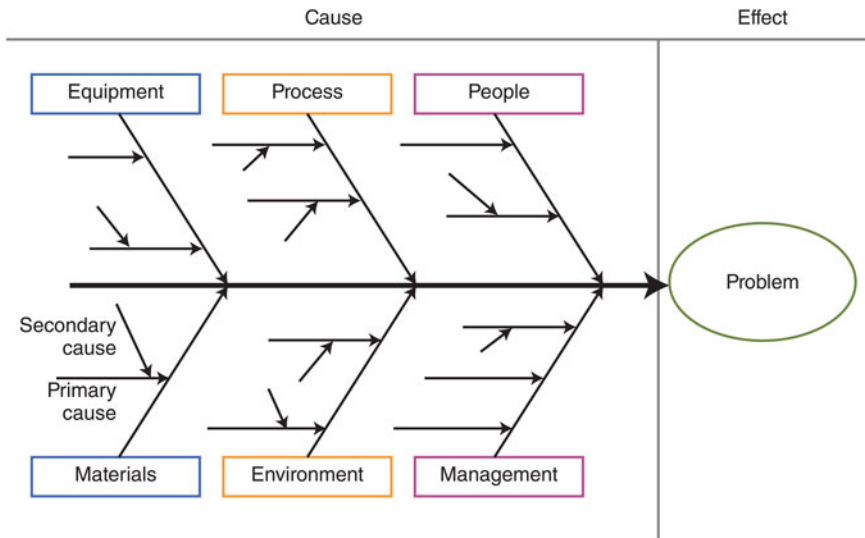 Cause
Effect
Equipment
Process
People
Problem
Secondary
cause
Primary
cause
Materials
Environment
Management